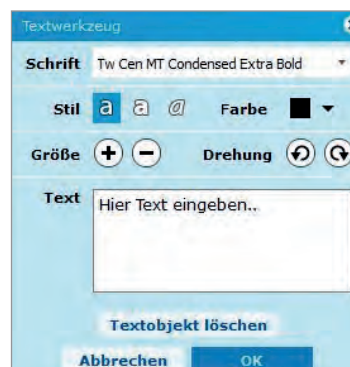 Textwerkzeug
Schrift Tw Cen MT Condensed Extra Bold
Stil a a a Farbe
Größe + − Drehung
Text Hier Text eingeben..
Textobjekt löschen
Abbrechen OK